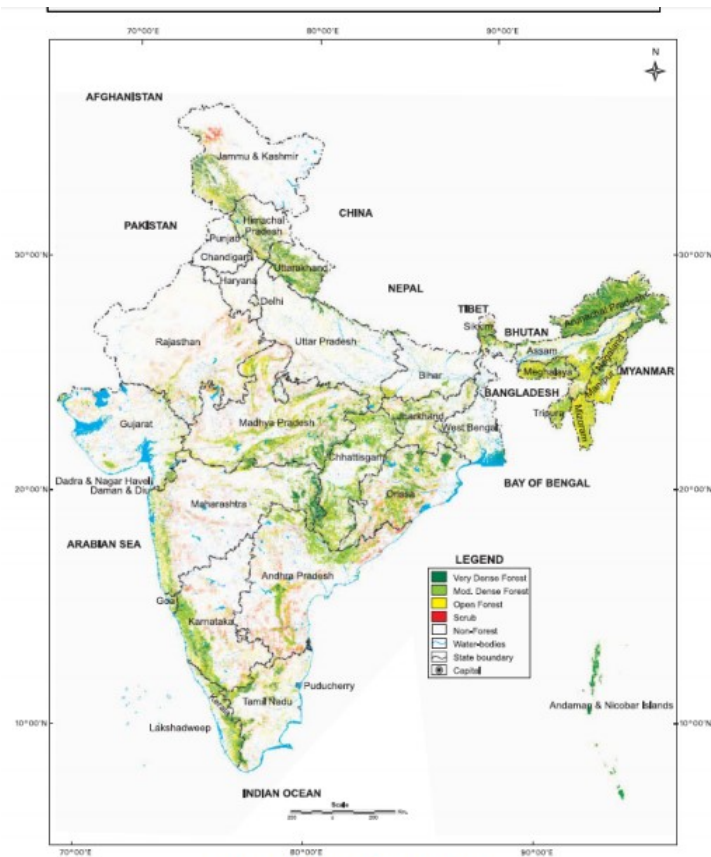 70°00'E 80°00'E 90°00'E
N
AFGHANISTAN
Jammu & Kashmir
CHINA
PAKISTAN
Himachal
Pradesh
Punjab
Chandigarh
30°00'N 30°00'N
Uttarakhand
Haryana
NEPAL
Delhi
TIBET
Sikkim
BHUTAN
Arunachal Pradesh
Rajasthan
Uttar Pradesh
Assam
Nagaland
Bihar
Meghalaya
Manipur
MYANMAR
BANGLADESH
Gujarat
Madhya Pradesh
Jharkhand
West Bengal
Tripura
Mizoram
Chhattisgarh
Dadra & Nagar Haveli
Daman & Diu
20°00'N 20°00'N
BAY OF BENGAL
Orissa
Maharashtra
ARABIAN SEA
LEGEND
Very Dense Forest
Mod. Dense Forest
Open Forest
Scrub
Non-Forest
Water-bodies
State boundary
Capital
Andhra Pradesh
Goa
Karnataka
Puducherry
Kerala
Tamil Nadu
Andaman & Nicobar Islands
Lakshadweep
10°00'N 10°00'N
INDIAN OCEAN
Scale
200 0 200 Km.
70°00'E 80°00'E 90°00'E